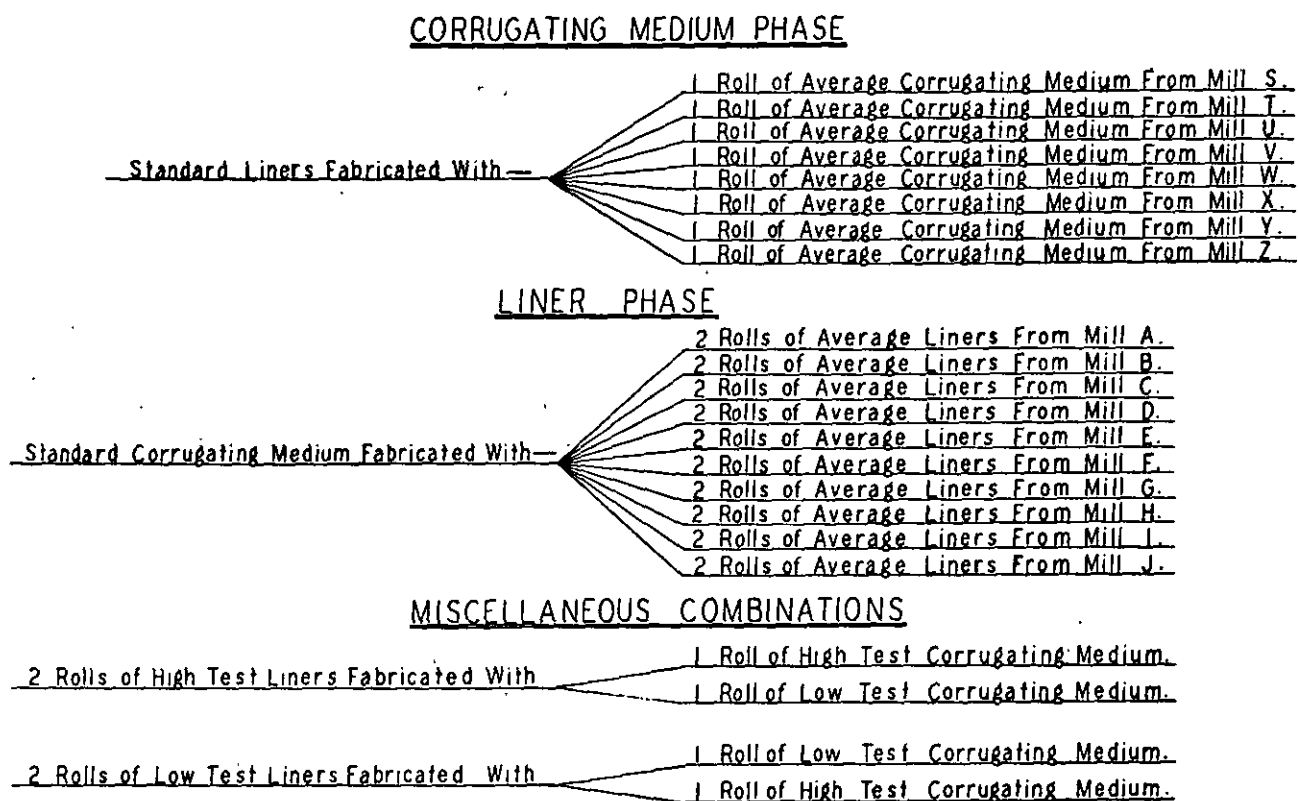 CORRUGATING MEDIUM PHASE
Standard Liners Fabricated With —
1 Roll of Average Corrugating Medium From Mill S.
1 Roll of Average Corrugating Medium From Mill T.
1 Roll of Average Corrugating Medium From Mill U.
1 Roll of Average Corrugating Medium From Mill V.
1 Roll of Average Corrugating Medium From Mill W.
1 Roll of Average Corrugating Medium From Mill X.
1 Roll of Average Corrugating Medium From Mill Y.
1 Roll of Average Corrugating Medium From Mill Z.
LINER PHASE
Standard Corrugating Medium Fabricated With—
2 Rolls of Average Liners From Mill A.
2 Rolls of Average Liners From Mill B.
2 Rolls of Average Liners From Mill C.
2 Rolls of Average Liners From Mill D.
2 Rolls of Average Liners From Mill E.
2 Rolls of Average Liners From Mill F.
2 Rolls of Average Liners From Mill G.
2 Rolls of Average Liners From Mill H.
2 Rolls of Average Liners From Mill I.
2 Rolls of Average Liners From Mill J.
MISCELLANEOUS COMBINATIONS
2 Rolls of High Test Liners Fabricated With
1 Roll of High Test Corrugating Medium.
1 Roll of Low Test Corrugating Medium.
2 Rolls of Low Test Liners Fabricated With
1 Roll of Low Test Corrugating Medium.
1 Roll of High Test Corrugating Medium.